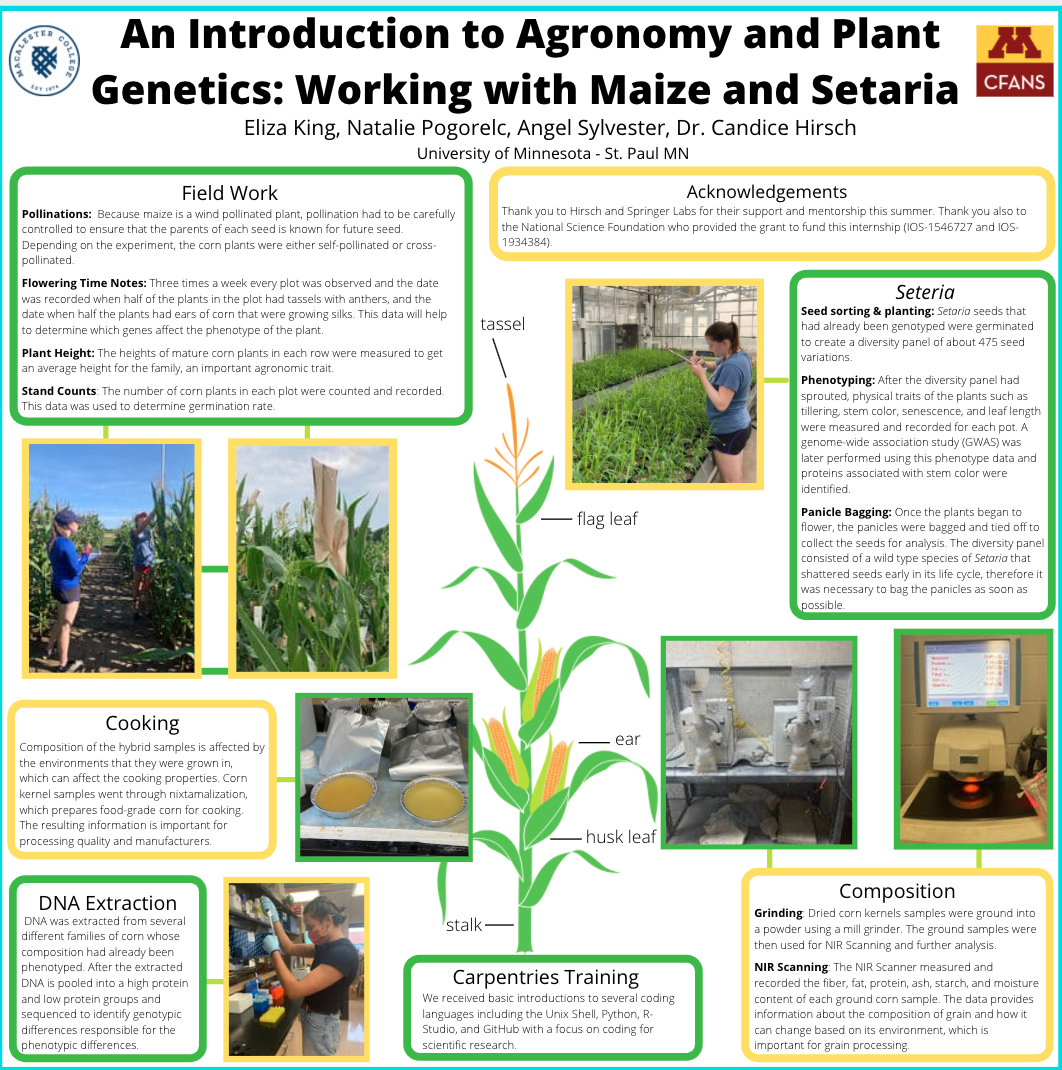 An Introduction to Agronomy and Plant
Genetics: Working with Maize and Setaria
Eliza King, Natalie Pogorelc, Angel Sylvester, Dr. Candice Hirsch
University of Minnesota - St. Paul MN
MACALESTER COLLEGE
EST 1874
M
CFANS
Field Work
Pollinations: Because maize is a wind pollinated plant, pollination had to be carefully
controlled to ensure that the parents of each seed is known for future seed.
Depending on the experiment, the corn plants were either self-pollinated or cross-
pollinated.
Flowering Time Notes: Three times a week every plot was observed and the date
was recorded when half of the plants in the plot had tassels with anthers, and the
date when half the plants had ears of corn that were growing silks. This data will help
to determine which genes affect the phenotype of the plant.
Plant Height: The heights of mature corn plants in each row were measured to get
an average height for the family, an important agronomic trait.
Stand Counts: The number of corn plants in each plot were counted and recorded.
This data was used to determine germination rate.
Acknowledgements
Thank you to Hirsch and Springer Labs for their support and mentorship this summer. Thank you also to
the National Science Foundation who provided the grant to fund this internship (IOS-1546727 and IOS-
1934384).
Seteria
Seed sorting & planting: Setaria seeds that
had already been genotyped were germinated
to create a diversity panel of about 475 seed
variations.
Phenotyping: After the diversity panel had
sprouted, physical traits of the plants such as
tillering, stem color, senescence, and leaf length
were measured and recorded for each pot. A
genome-wide association study (GWAS) was
later performed using this phenotype data and
proteins associated with stem color were
identified.
Panicle Bagging: Once the plants began to
flower, the panicles were bagged and tied off to
collect the seeds for analysis. The diversity panel
consisted of a wild type species of Setaria that
shattered seeds early in its life cycle, therefore it
was necessary to bag the panicles as soon as
possible.
tassel
flag leaf
ear
husk leaf
stalk
Cooking
Composition of the hybrid samples is affected by
the environments that they were grown in,
which can affect the cooking properties. Corn
kernel samples went through nixtamalization,
which prepares food-grade corn for cooking.
The resulting information is important for
processing quality and manufacturers.
DNA Extraction
DNA was extracted from several
different families of corn whose
composition had already been
phenotyped. After the extracted
DNA is pooled into a high protein
and low protein groups and
sequenced to identify genotypic
differences responsible for the
phenotypic differences.
Carpentries Training
We received basic introductions to several coding
languages including the Unix Shell, Python, R-
Studio, and GitHub with a focus on coding for
scientific research.
Composition
Grinding: Dried corn kernels samples were ground into
a powder using a mill grinder. The ground samples were
then used for NIR Scanning and further analysis.
NIR Scanning: The NIR Scanner measured and
recorded the fiber, fat, protein, ash, starch, and moisture
content of each ground corn sample. The data provides
information about the composition of grain and how it
can change based on its environment, which is
important for grain processing.